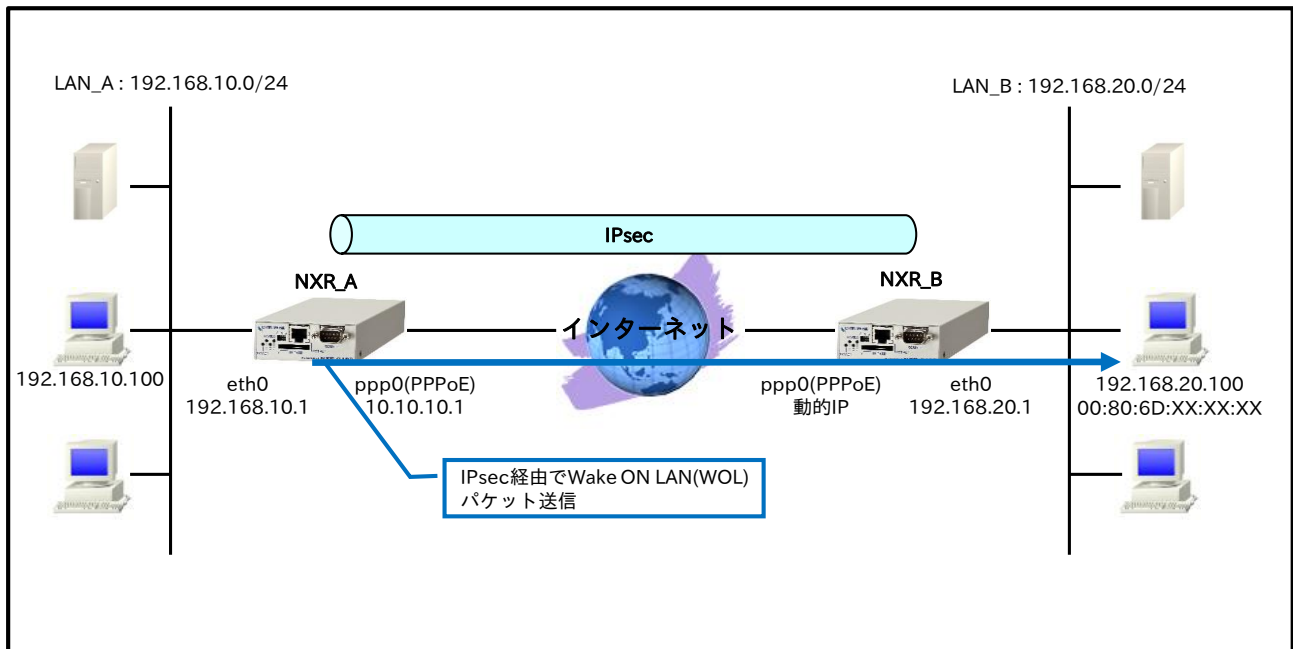 LAN_A : 192.168.10.0/24
LAN_B : 192.168.20.0/24
IPsec
NXR_A
NXR_B
インターネット
192.168.10.100
eth0
192.168.10.1
ppp0(PPPoE)
10.10.10.1
ppp0(PPPoE)
動的IP
eth0
192.168.20.1
192.168.20.100
00:80:6D:XX:XX:XX
IPsec経由でWake ON LAN(WOL)
パケット送信